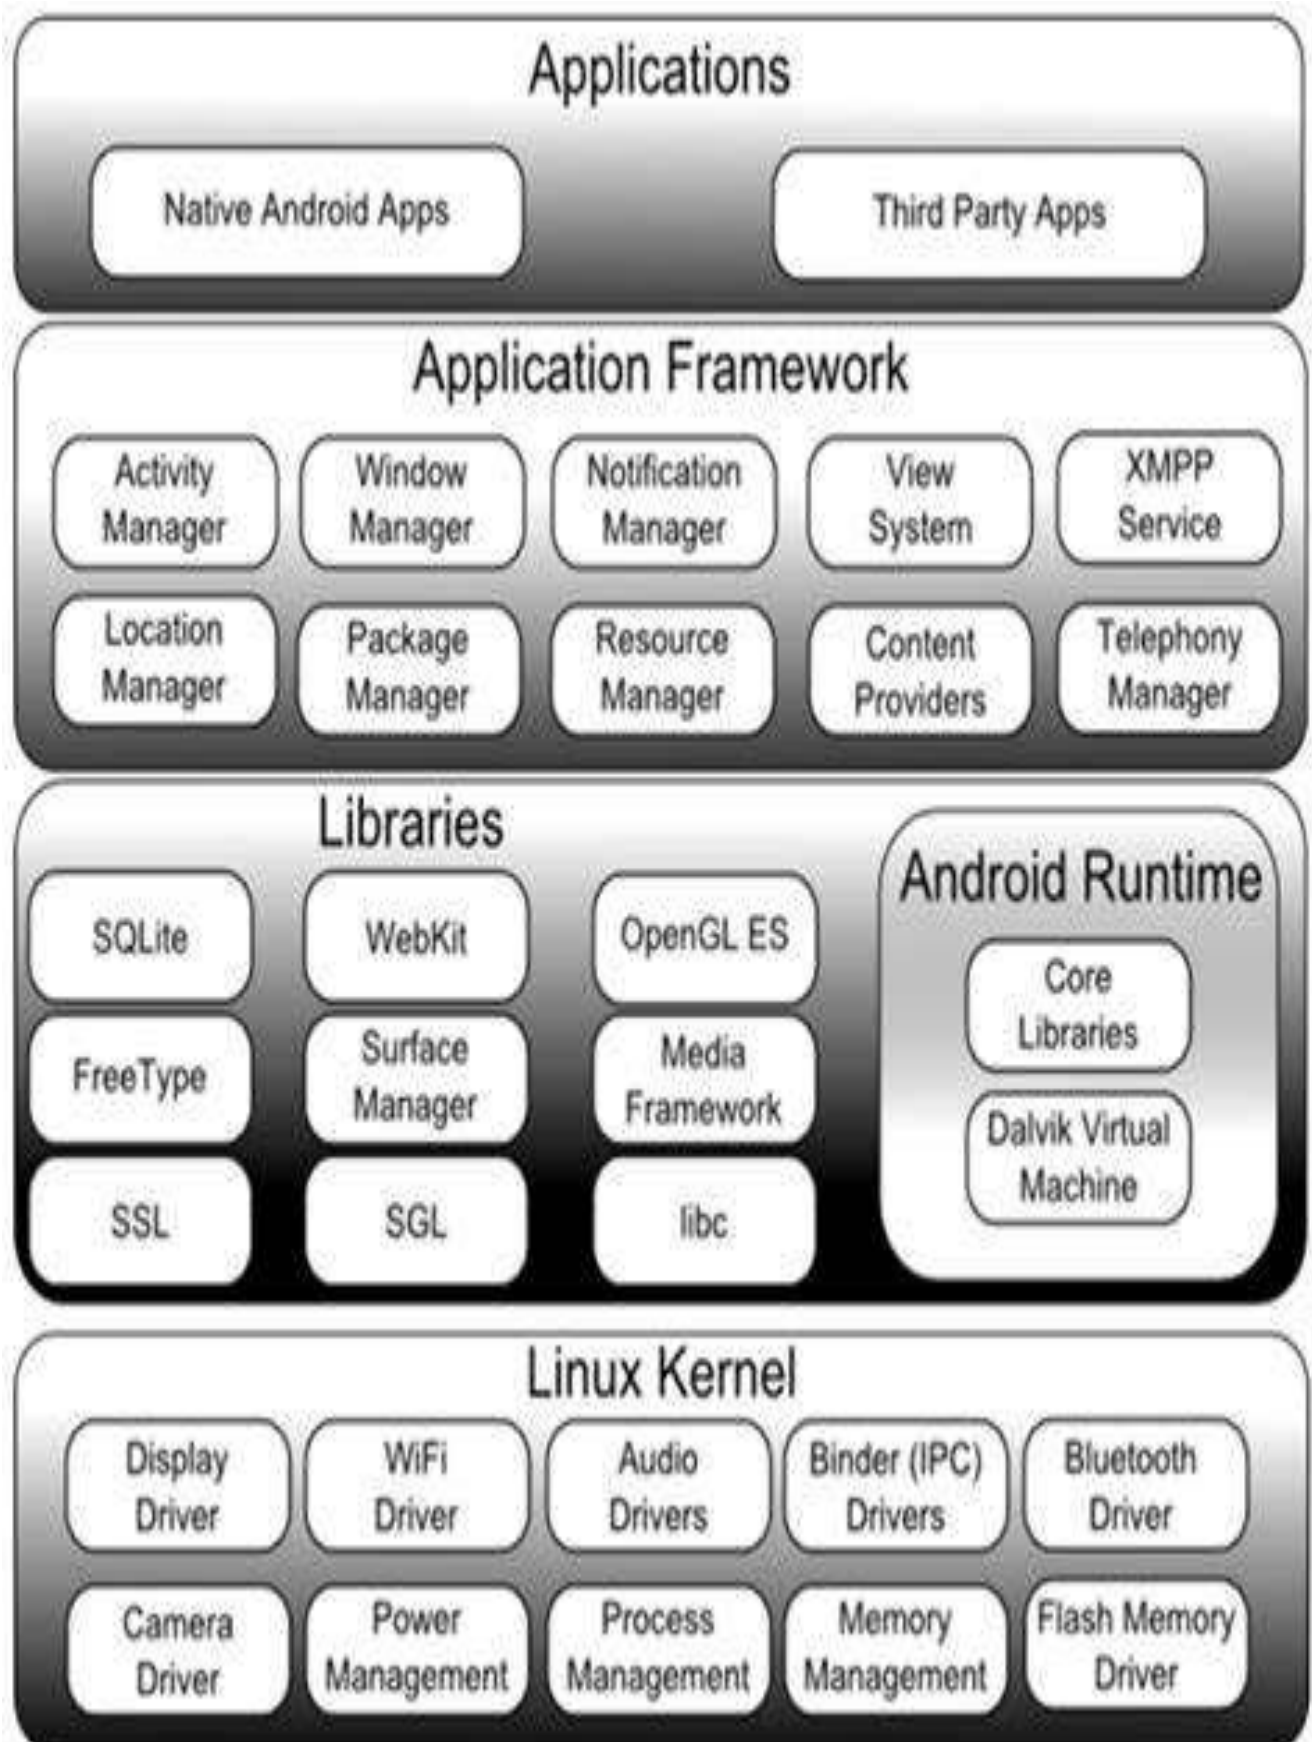 Applications
Native Android Apps
Third Party Apps
Application Framework
Activity
Manager
Window
Manager
Notification
Manager
View
System
XMPP
Service
Location
Manager
Package
Manager
Resource
Manager
Content
Providers
Telephony
Manager
Libraries
SQLite
WebKit
OpenGL ES
FreeType
Surface
Manager
Media
Framework
SSL
SGL
libc
Android Runtime
Core
Libraries
Dalvik Virtual
Machine
Linux Kernel
Display
Driver
WiFi
Driver
Audio
Drivers
Binder (IPC)
Drivers
Bluetooth
Driver
Camera
Driver
Power
Management
Process
Management
Memory
Management
Flash Memory
Driver